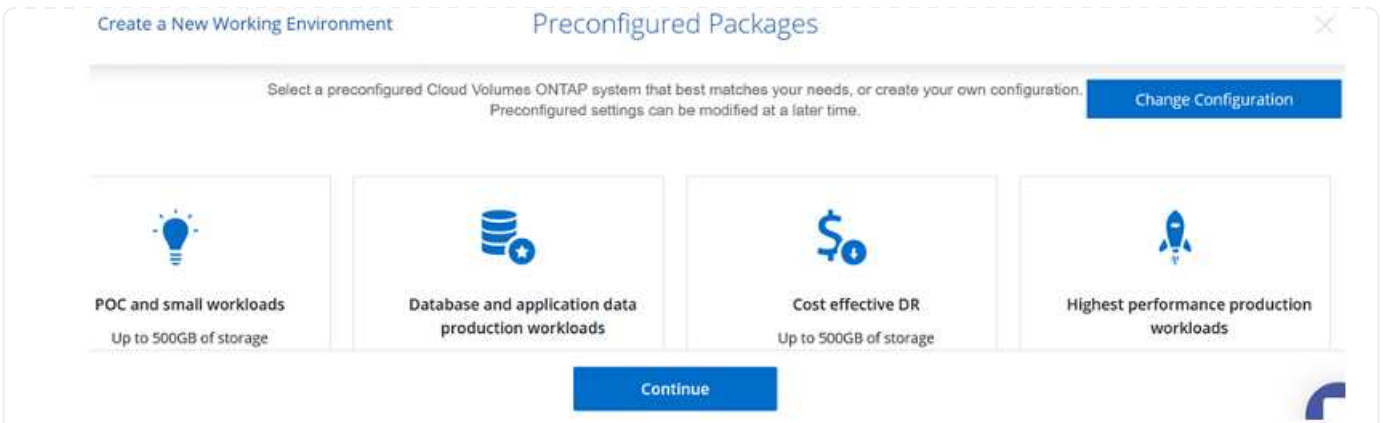 Create a New Working Environment
Preconfigured Packages
Select a preconfigured Cloud Volumes ONTAP system that best matches your needs, or create your own configuration.
Preconfigured settings can be modified at a later time.
Change Configuration
POC and small workloads
Up to 500GB of storage
Database and application data
production workloads
Cost effective DR
Up to 500GB of storage
Highest performance production
workloads
Continue